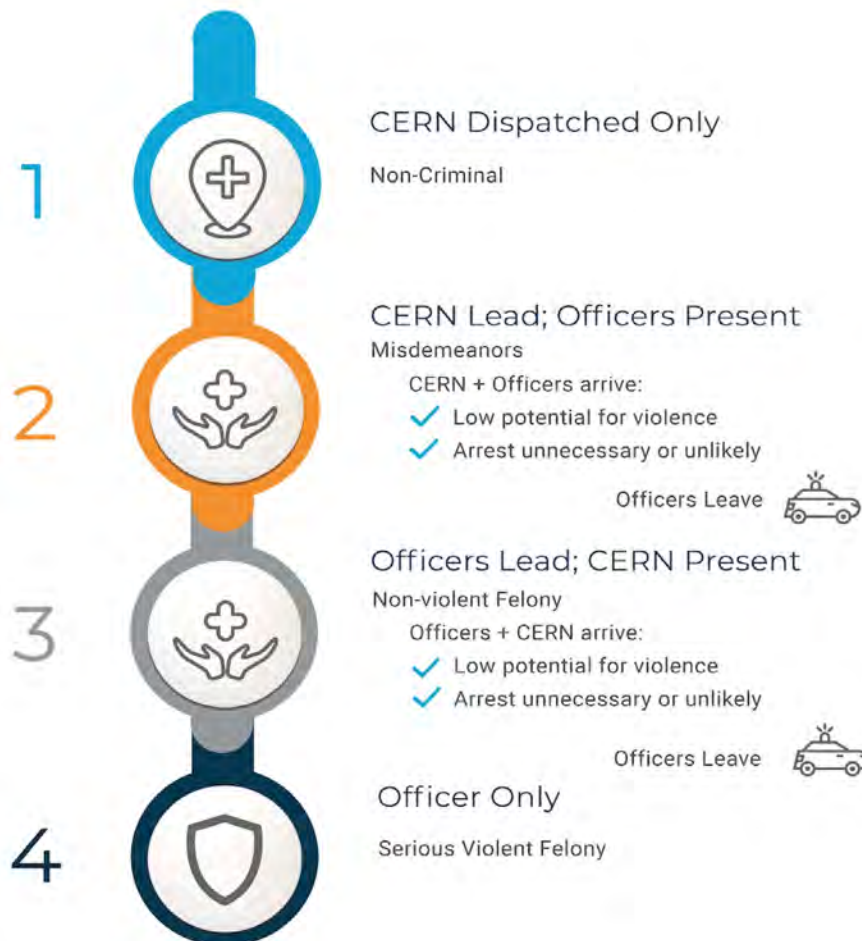 1
CERN Dispatched Only
Non-Criminal
2
CERN Lead; Officers Present
Misdemeanors
CERN + Officers arrive:
Low potential for violence
Arrest unnecessary or unlikely
Officers Leave
3
Officers Lead; CERN Present
Non-violent Felony
Officers + CERN arrive:
Low potential for violence
Arrest unnecessary or unlikely
Officers Leave
4
Officer Only
Serious Violent Felony